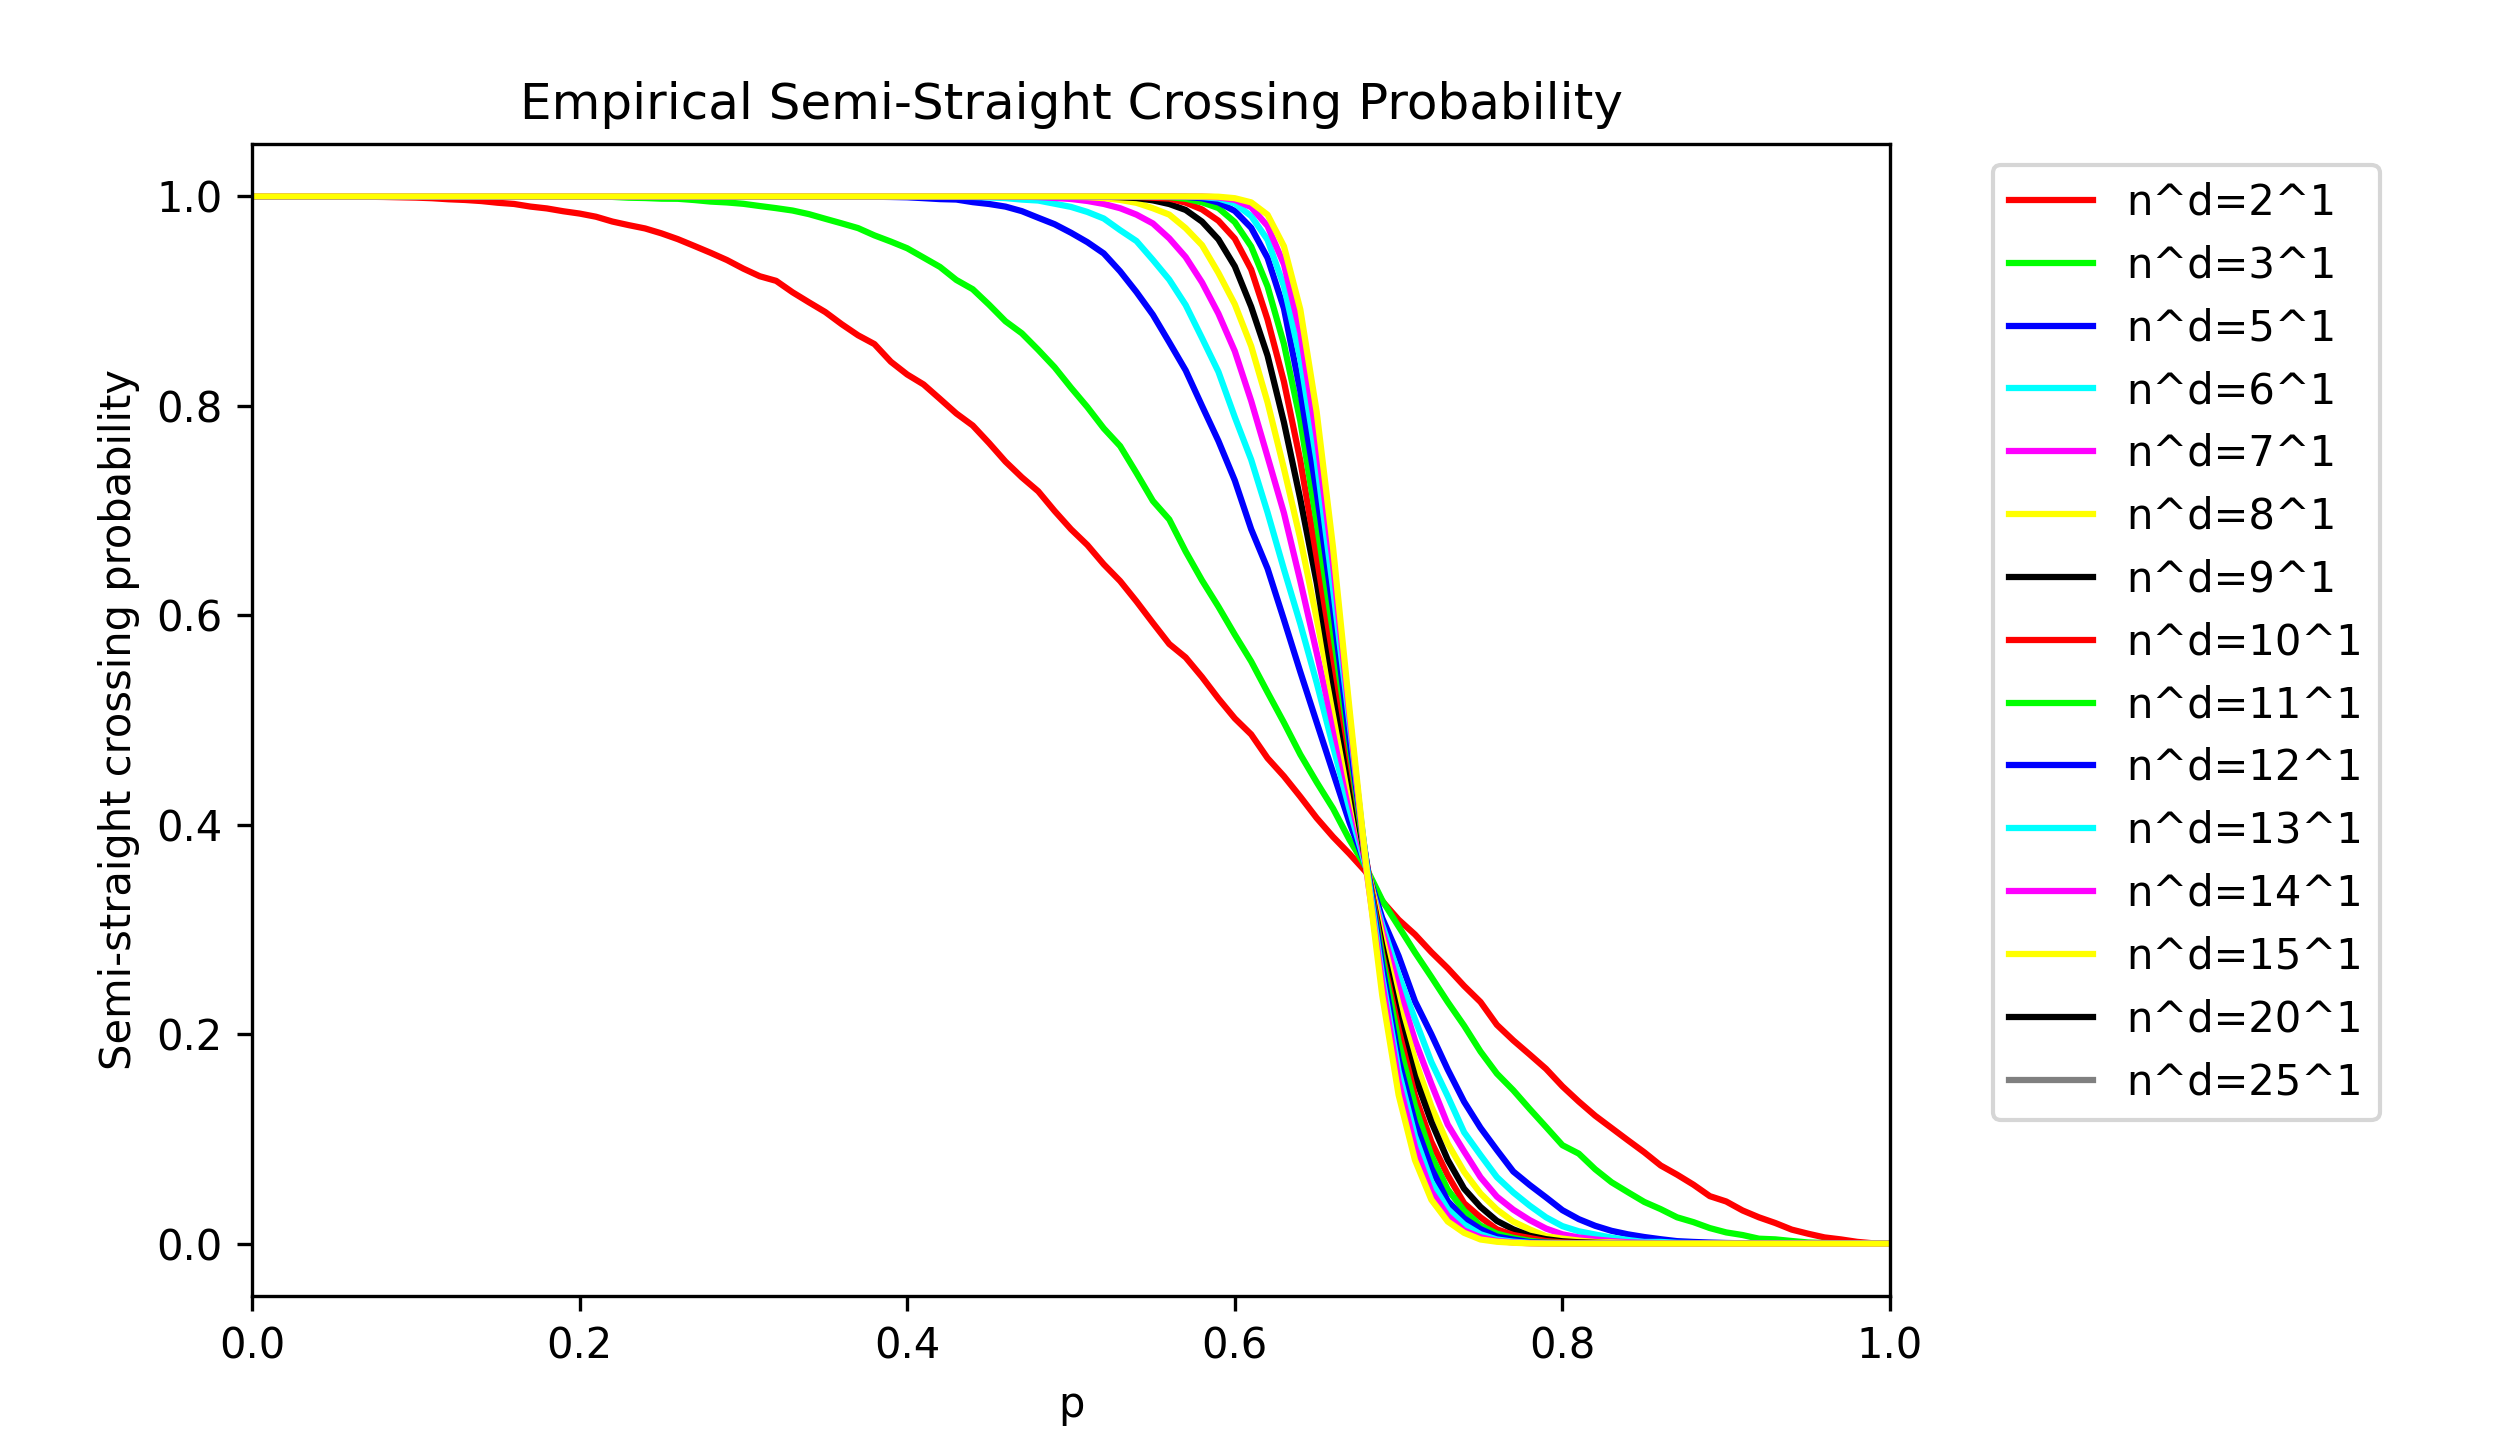 Empirical Semi-Straight Crossing Probability
Semi-straight crossing probability
1.0
0.8
0.6
0.4
0.2
0.0
0.0 0.2 0.4 0.6 0.8 1.0
p
n^d=2^1
n^d=3^1
n^d=5^1
n^d=6^1
n^d=7^1
n^d=8^1
n^d=9^1
n^d=10^1
n^d=11^1
n^d=12^1
n^d=13^1
n^d=14^1
n^d=15^1
n^d=20^1
n^d=25^1